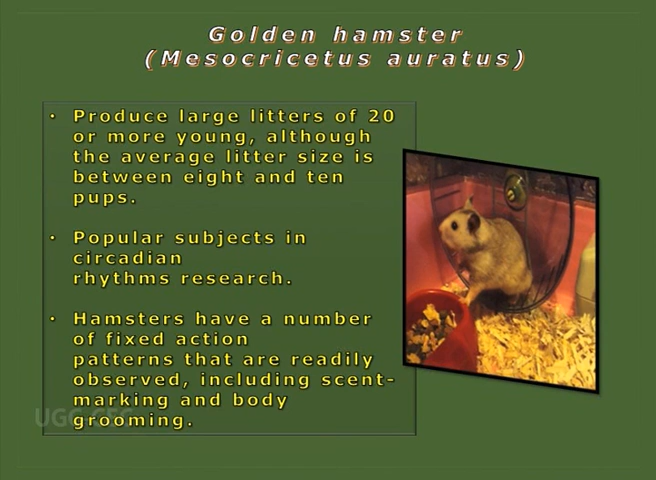 Golden hamster
(Mesocricetus auratus)
• Produce large litters of 20
or more young, although
the average litter size is
between eight and ten
pups.
• Popular subjects in
circadian
rhythms research.
• Hamsters have a number
of fixed action
patterns that are readily
observed, including scent-
marking and body
grooming.
UGC CEC